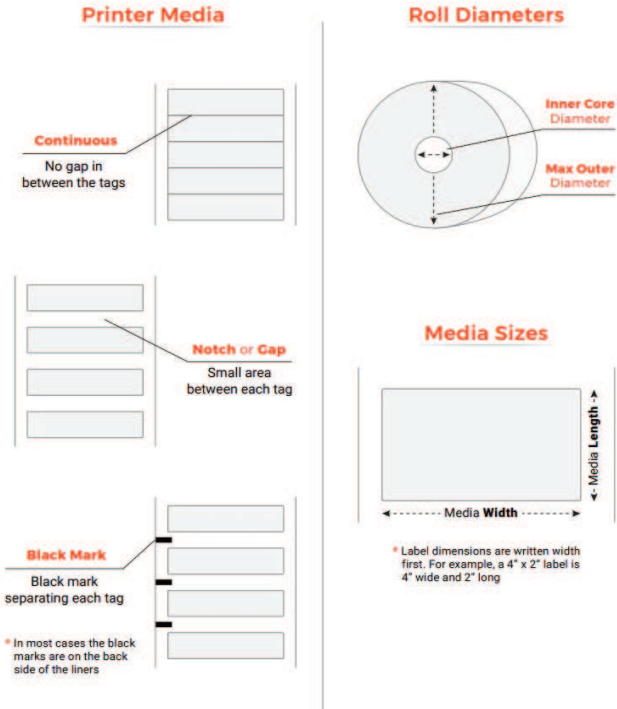 Printer Media
Continuous
No gap in
between the tags
Notch or Gap
Small area
between each tag
Black Mark
Black mark
separating each tag
* In most cases the black
marks are on the back
side of the liners
Roll Diameters
Inner Core
Diameter
Max Outer
Diameter
Media Sizes
Media Length
Media Width
* Label dimensions are written width
first. For example, a 4" x 2" label is
4" wide and 2" long